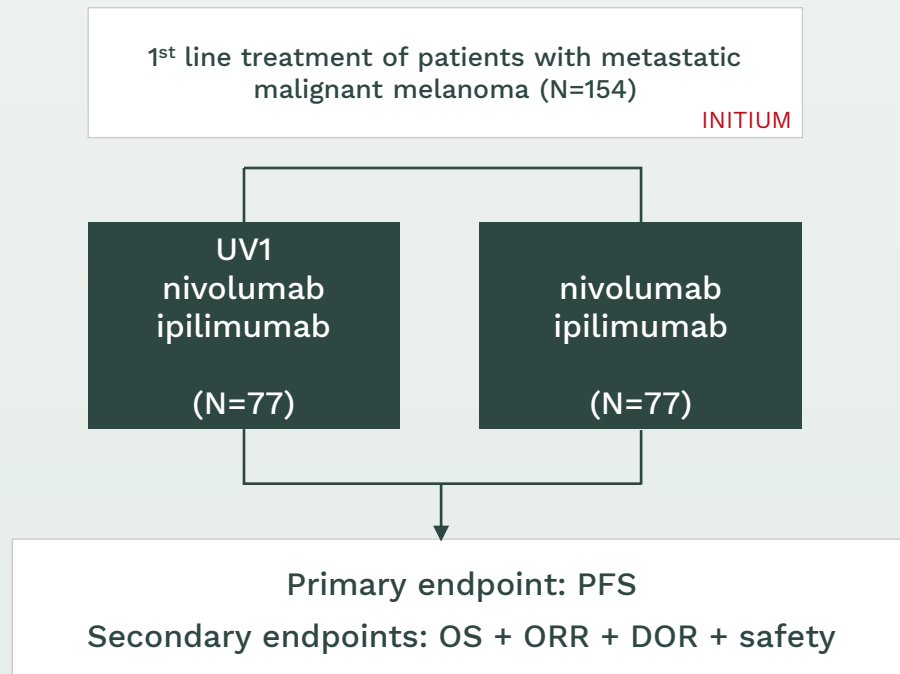 1st line treatment of patients with metastatic
malignant melanoma (N=154)
INITIUM
UV1
nivolumab
ipilimumab
(N=77)
nivolumab
ipilimumab
(N=77)
Primary endpoint: PFS
Secondary endpoints: OS + ORR + DOR + safety